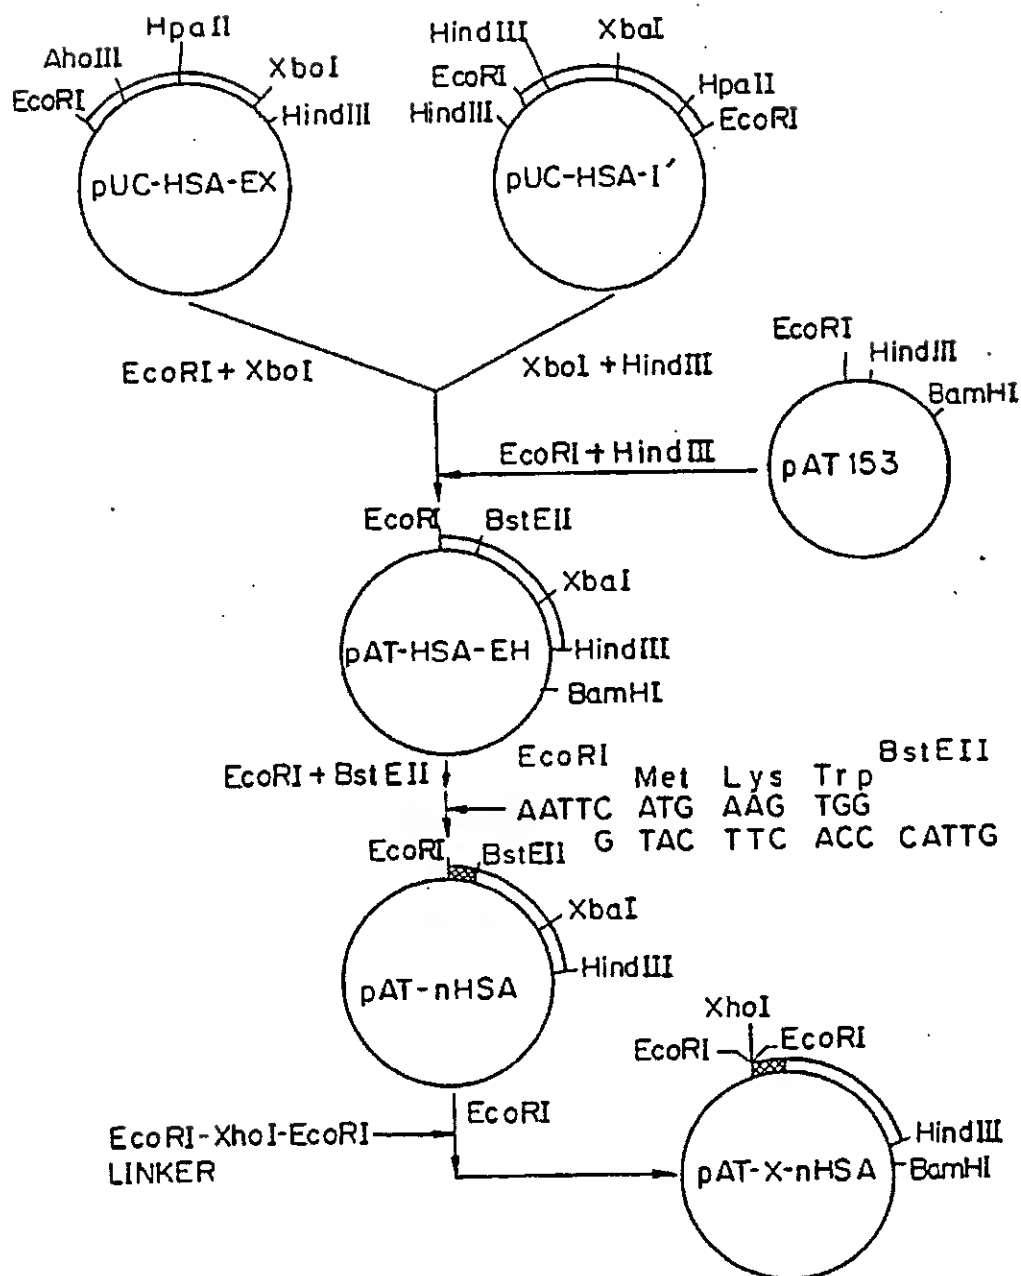 HpaII
AhaIII
XboI
EcoRI
HindIII
pUC-HSA-EX
HindIII
XbaI
EcoRI
HpaII
HindIII
EcoRI
pUC-HSA-I′
EcoRI + XboI
XboI + HindIII
EcoRI
HindIII
BamHI
pAT 153
EcoRI + HindIII
EcoRI
BstEII
XbaI
pAT-HSA-EH
HindIII
BamHI
EcoRI + BstEII
EcoRI
BstEII
Met Lys Trp
AATTC ATG AAG TGG
G TAC TTC ACC CATTG
EcoRI
BstEII
XbaI
HindIII
pAT-nHSA
XhoI
EcoRI
EcoRI
EcoRI
EcoRI-XhoI-EcoRI
LINKER
HindIII
pAT-X-nHSA
BamHI